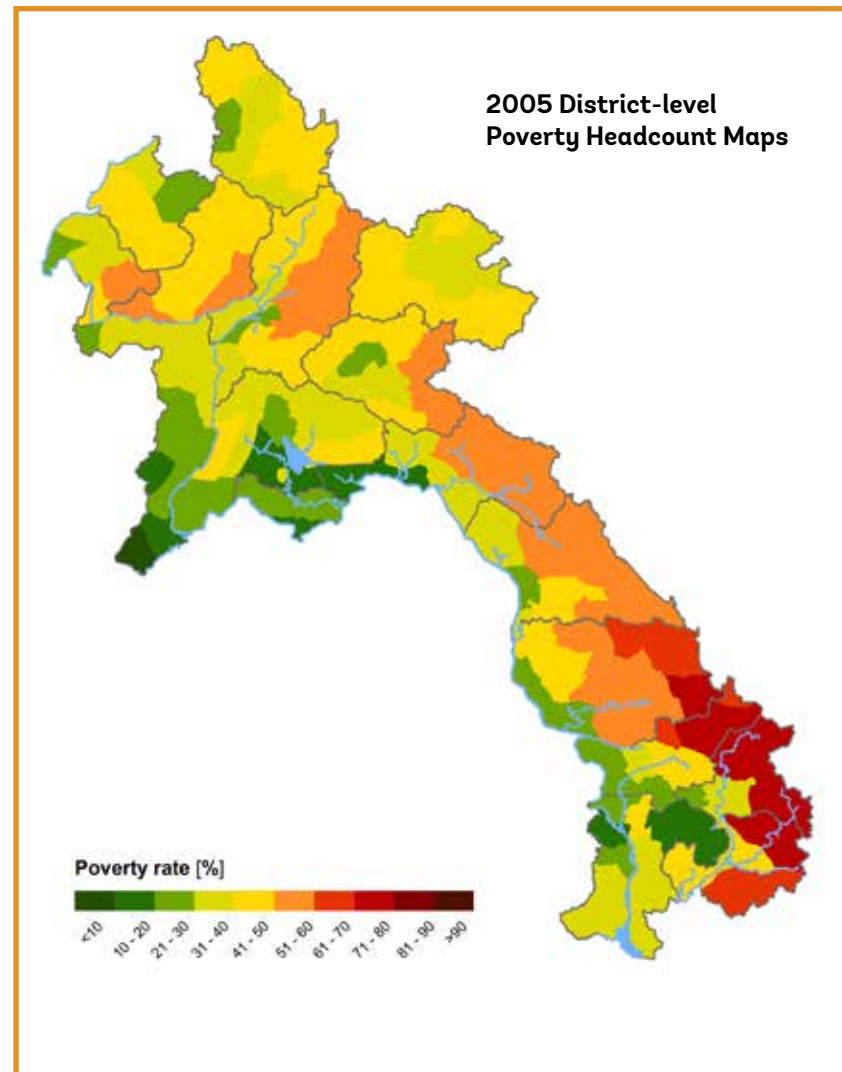 2005 District-level
Poverty Headcount Maps
Poverty rate [%]
<10
10 - 20
21 - 30
31 - 40
41 - 50
51 - 60
61 - 70
71 - 80
81 - 90
>90